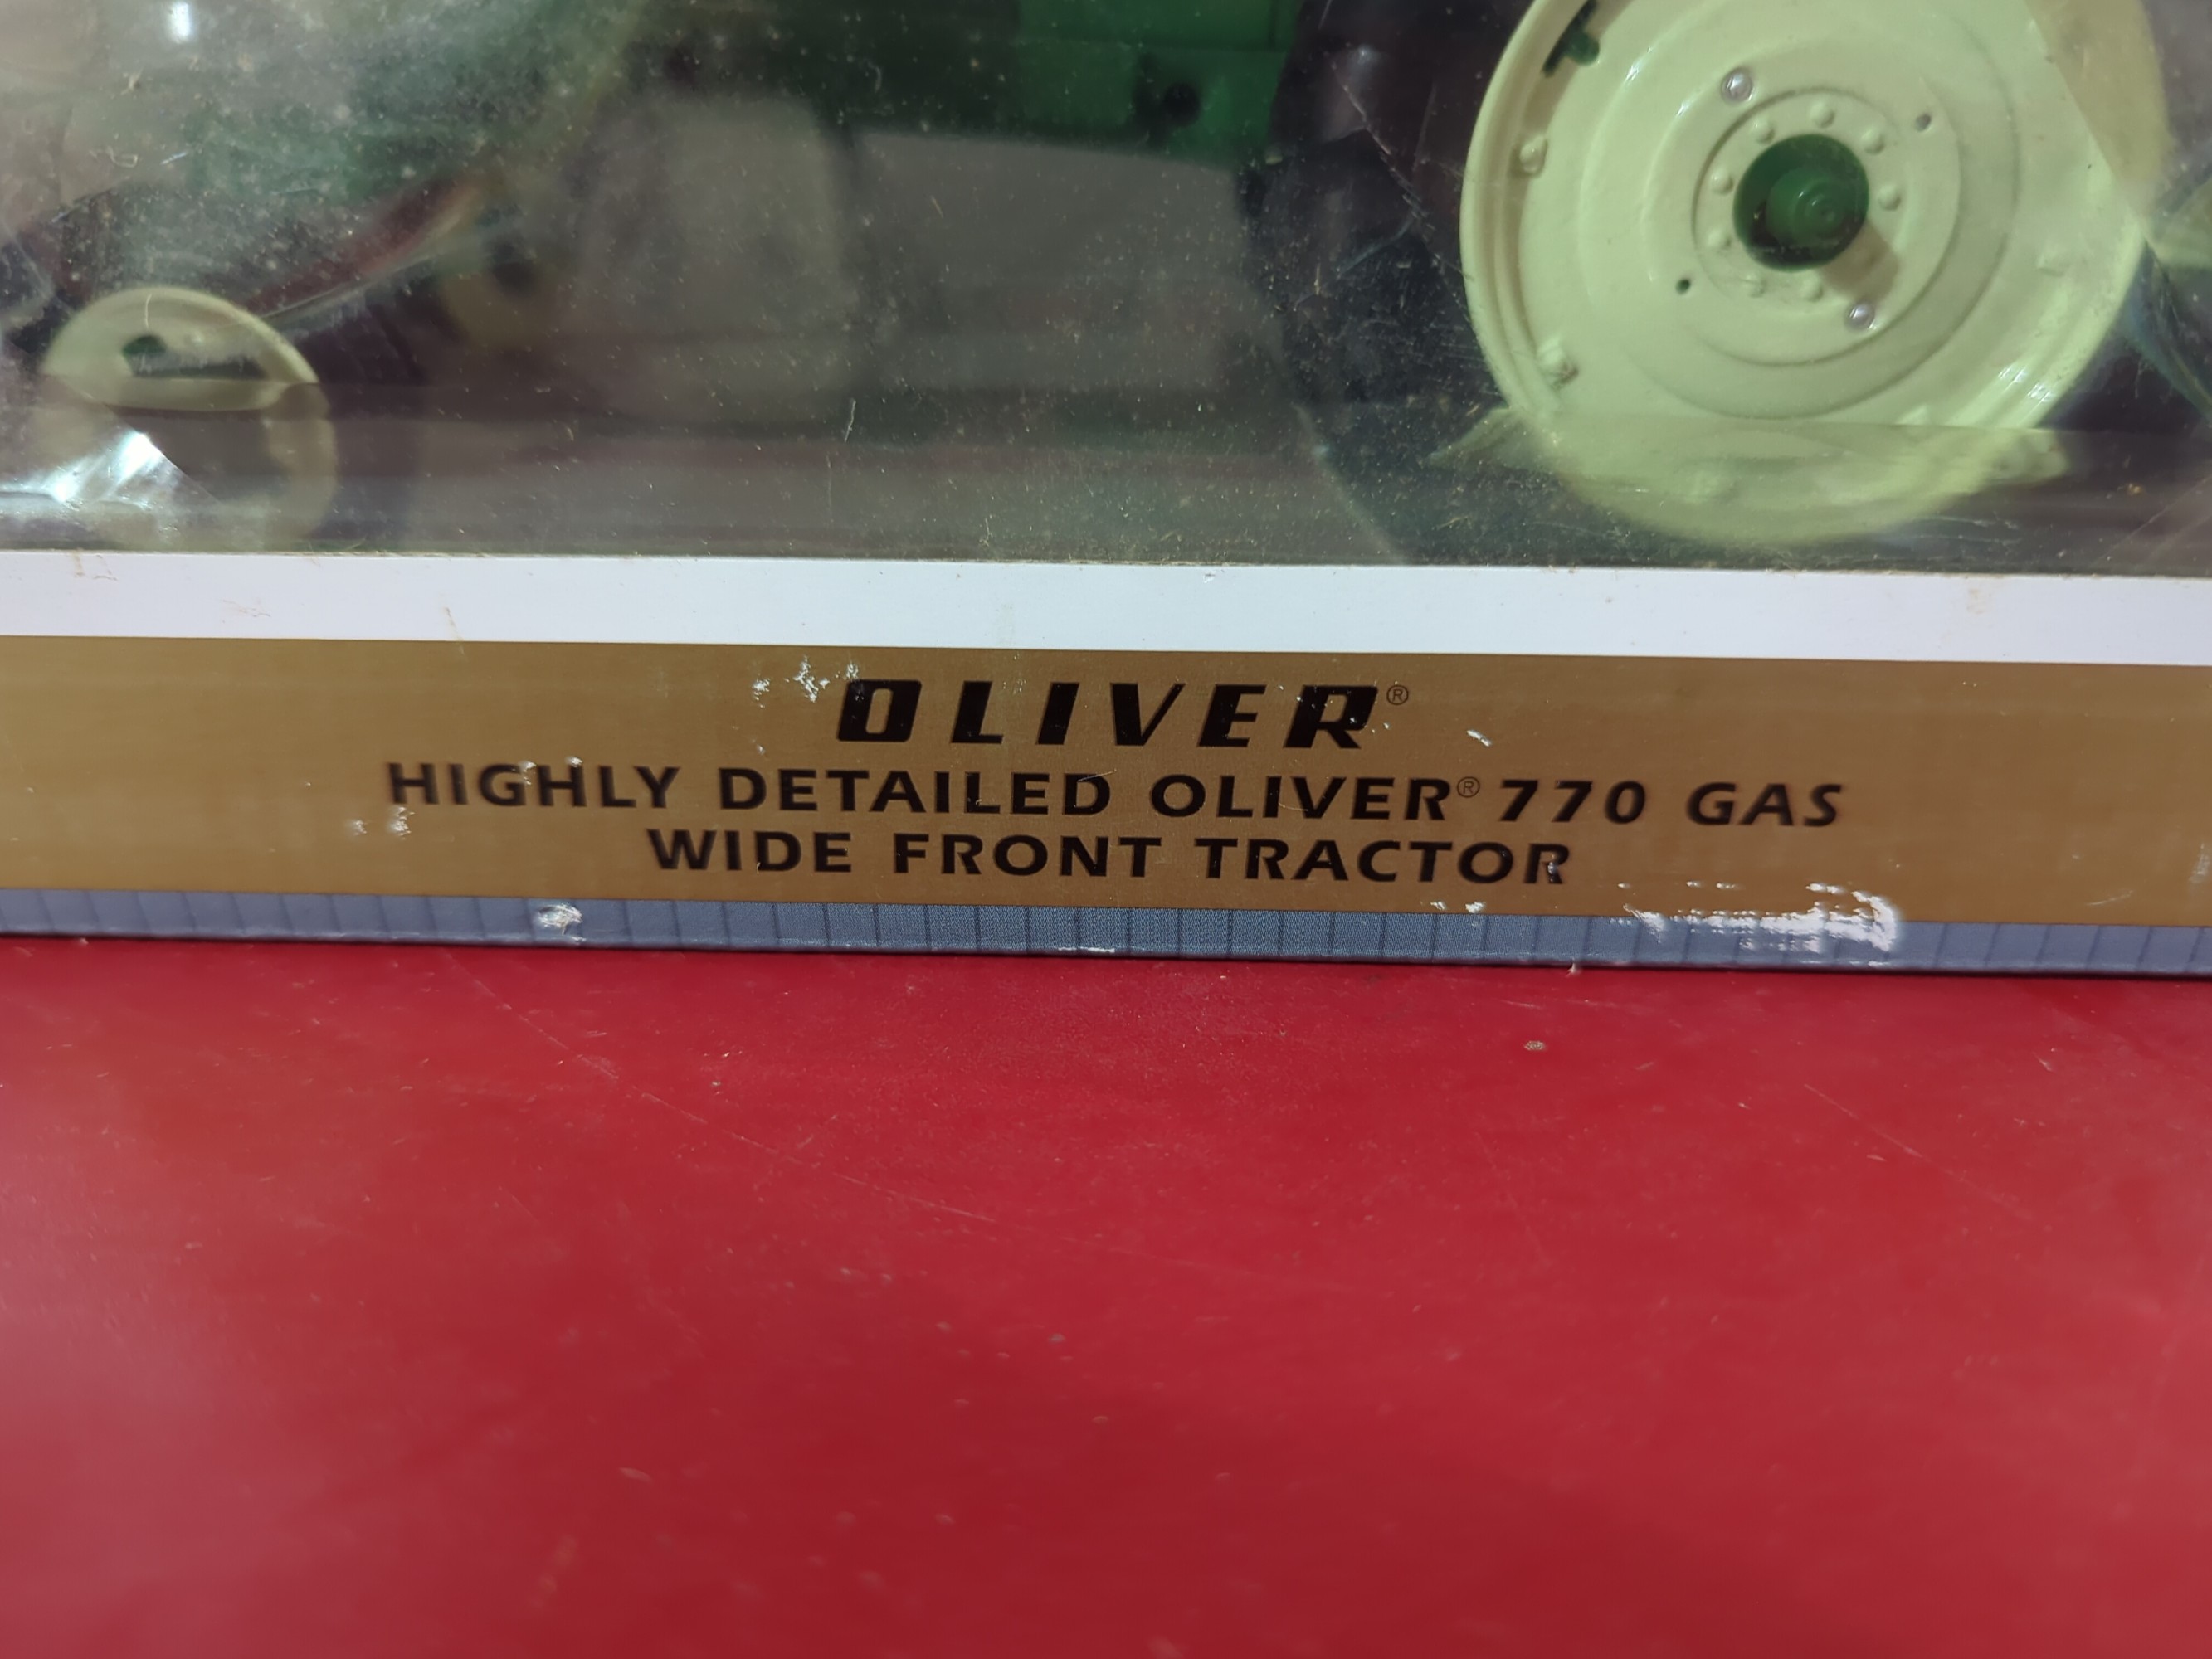 OLIVER®
HIGHLY DETAILED OLIVER® 770 GAS
WIDE FRONT TRACTOR